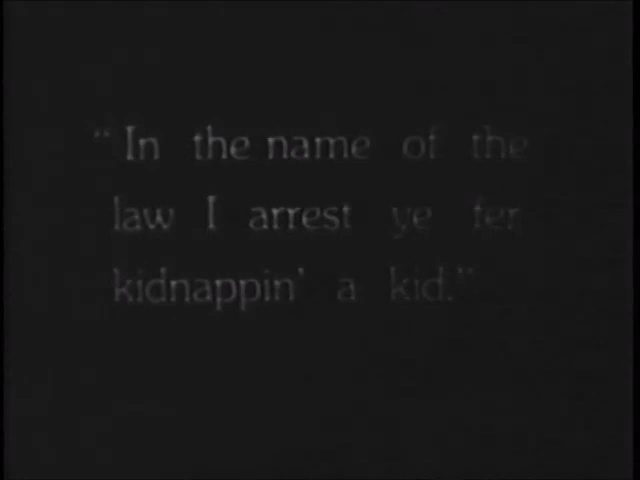 "In the name of the
law I arrest ye fer
kidnappin' a kid."